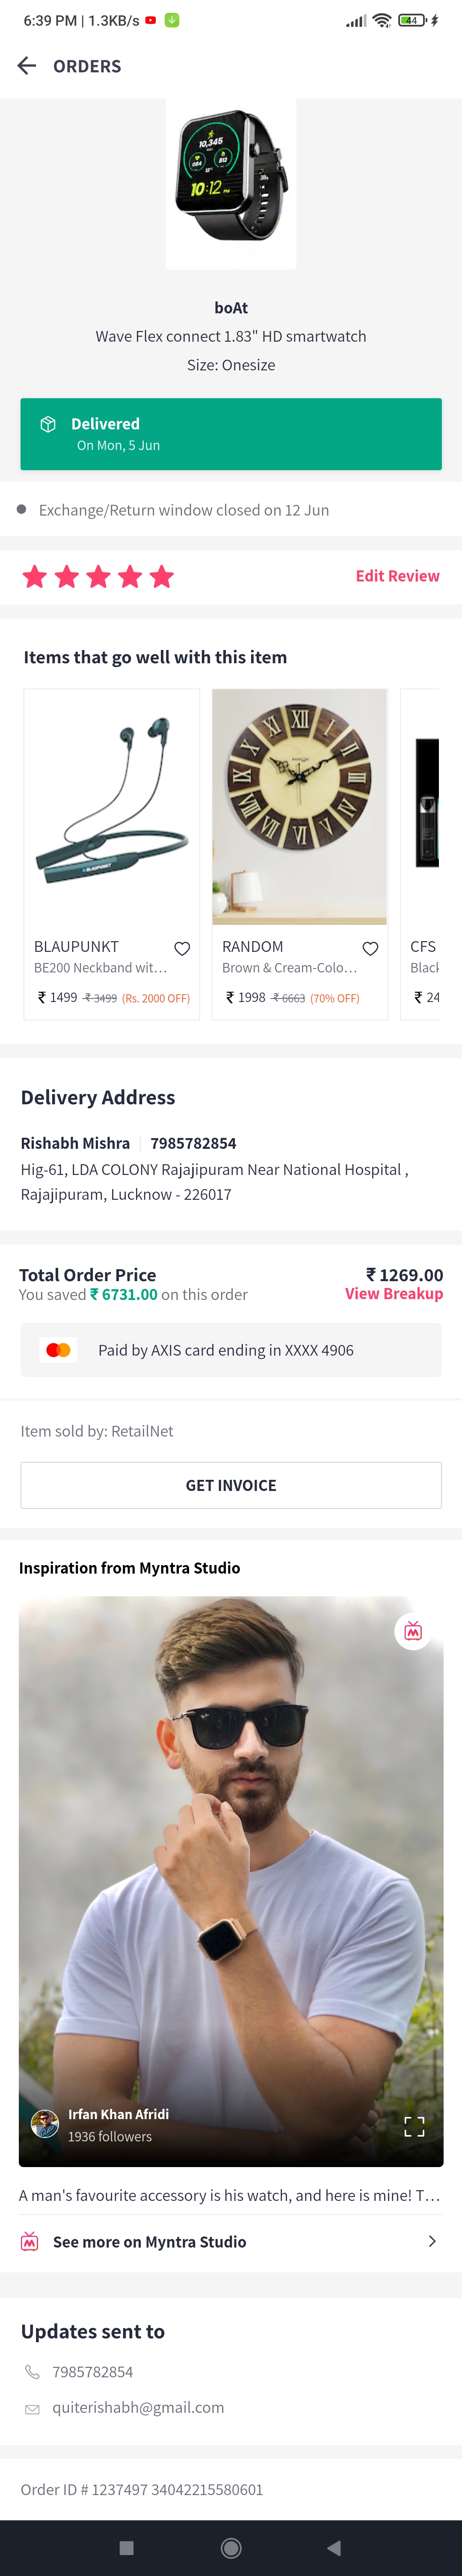 6:39 PM | 1.3KB/s
44
ORDERS
10,345
084
812
10:12 PM
boAt
Wave Flex connect 1.83" HD smartwatch
Size: Onesize
Delivered
On Mon, 5 Jun
Exchange/Return window closed on 12 Jun
Edit Review
Items that go well with this item
BLAUPUNKT
BLAUPUNKT
BE200 Neckband wit...
₹ 1499 ₹ 3499 (Rs. 2000 OFF)
RANDOM
Brown & Cream-Colo...
₹ 1998 ₹ 6663 (70% OFF)
CFS
Black
₹ 24
Delivery Address
Rishabh Mishra | 7985782854
Hig-61, LDA COLONY Rajajipuram Near National Hospital ,
Rajajipuram, Lucknow - 226017
Total Order Price ₹ 1269.00
You saved ₹ 6731.00 on this order View Breakup
Paid by AXIS card ending in XXXX 4906
Item sold by: RetailNet
GET INVOICE
Inspiration from Myntra Studio
Irfan Khan Afridi
1936 followers
A man's favourite accessory is his watch, and here is mine! T...
See more on Myntra Studio
Updates sent to
7985782854
quiterishabh@gmail.com
Order ID # 1237497 34042215580601